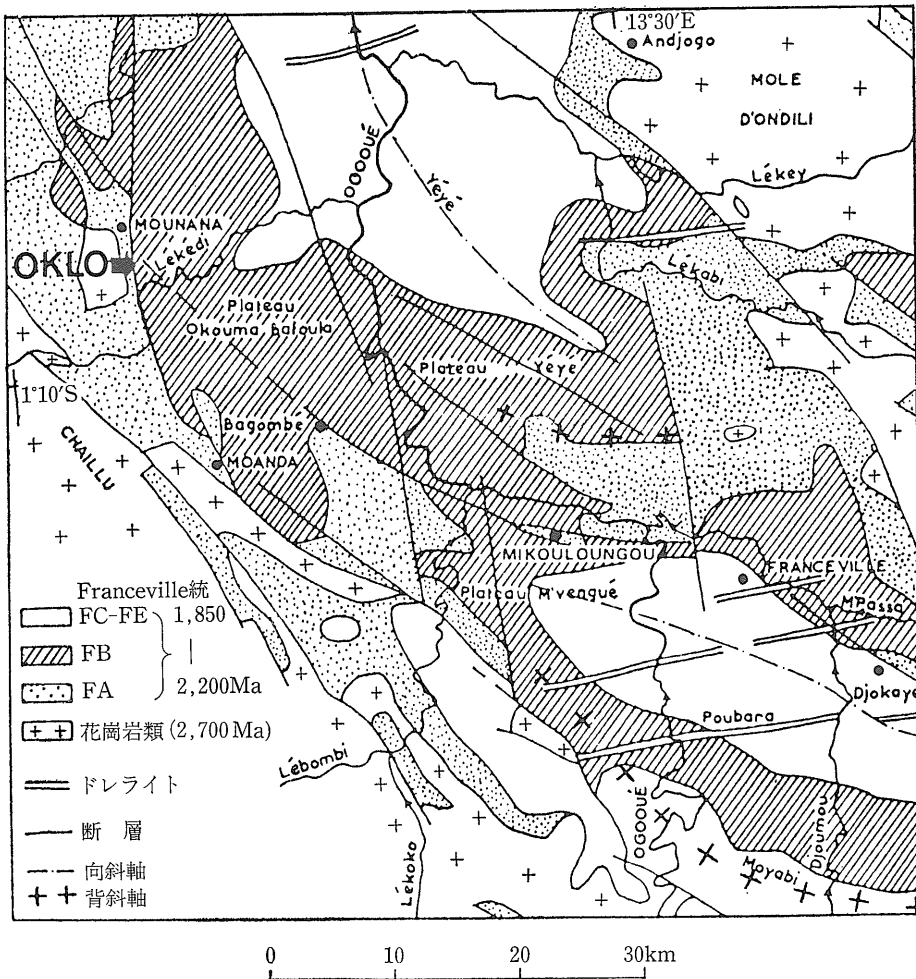 13°30'E
Andjogo
MOLE
D'ONDILI
OGOOUÉ
Yéyé
Lékey
MOUNANA
OKLO
Lékédi
Lékabi
Plateau
Okouma Bafoula
Plateau Yéye
1°10'S
CHAILLU
Bagombé
MOANDA
MIKOULOUNGOU
FRANCEVILLE
Plateau M'vengué
M'Passa
Djokaye
Poubara
Lébombi
Lékoko
OGOOUÉ
Moyabi
Djoumou
Franceville統
FC-FE
1,850
FB
|
FA
2,200Ma
花崗岩類 (2,700 Ma)
ドレライト
断 層
向斜軸
背斜軸
0 10 20 30km